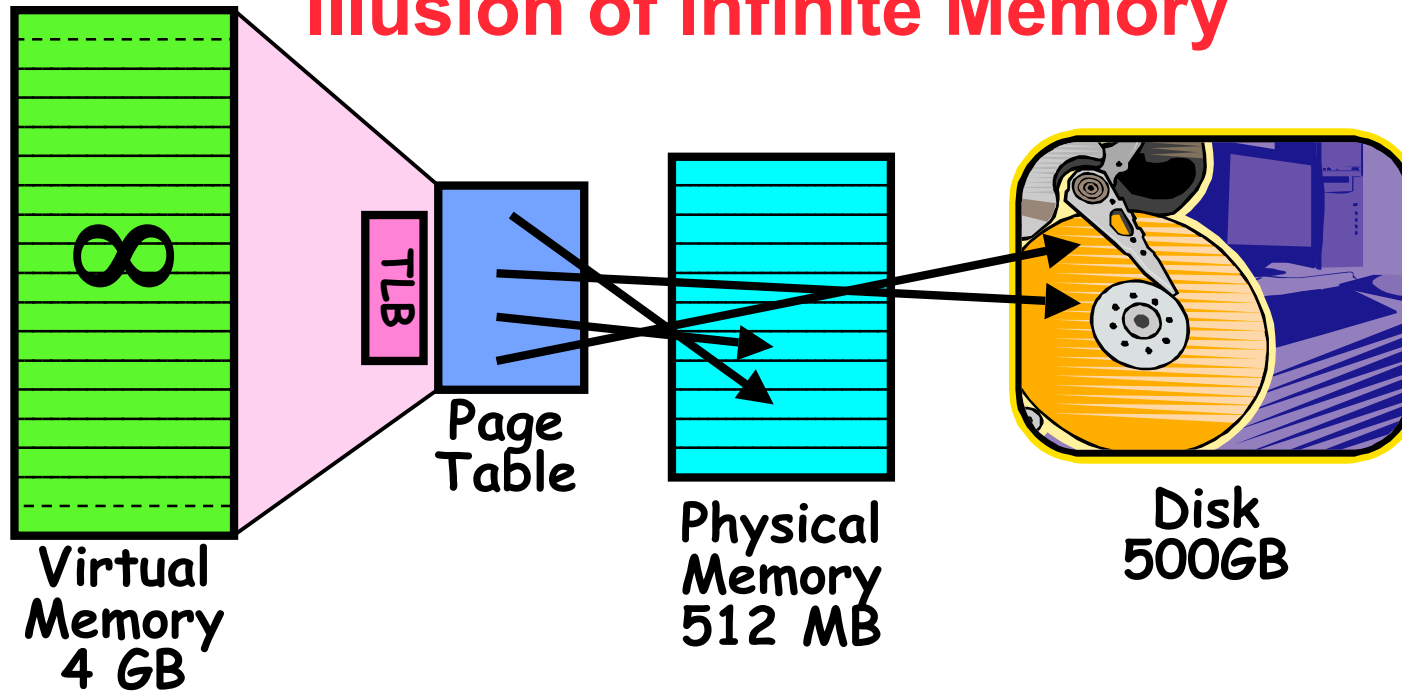 Illusion of Infinite Memory
∞
TLB
Page
Table
Virtual
Memory
4 GB
Physical
Memory
512 MB
Disk
500GB